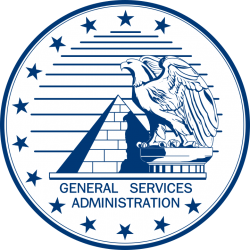 GENERAL SERVICES
ADMINISTRATION